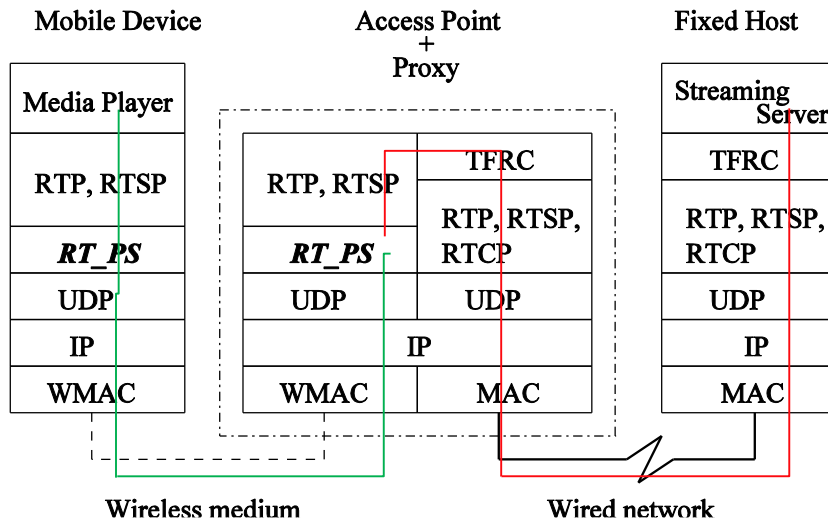 Mobile Device
Access Point
+
Proxy
Fixed Host
Media Player
RTP, RTSP
RT_PS
UDP
IP
WMAC
RTP, RTSP
RT_PS
UDP
WMAC
TFRC
RTP, RTSP,
RTCP
UDP
IP
MAC
Streaming
Server
TFRC
RTP, RTSP,
RTCP
UDP
IP
MAC
Wireless medium
Wired network